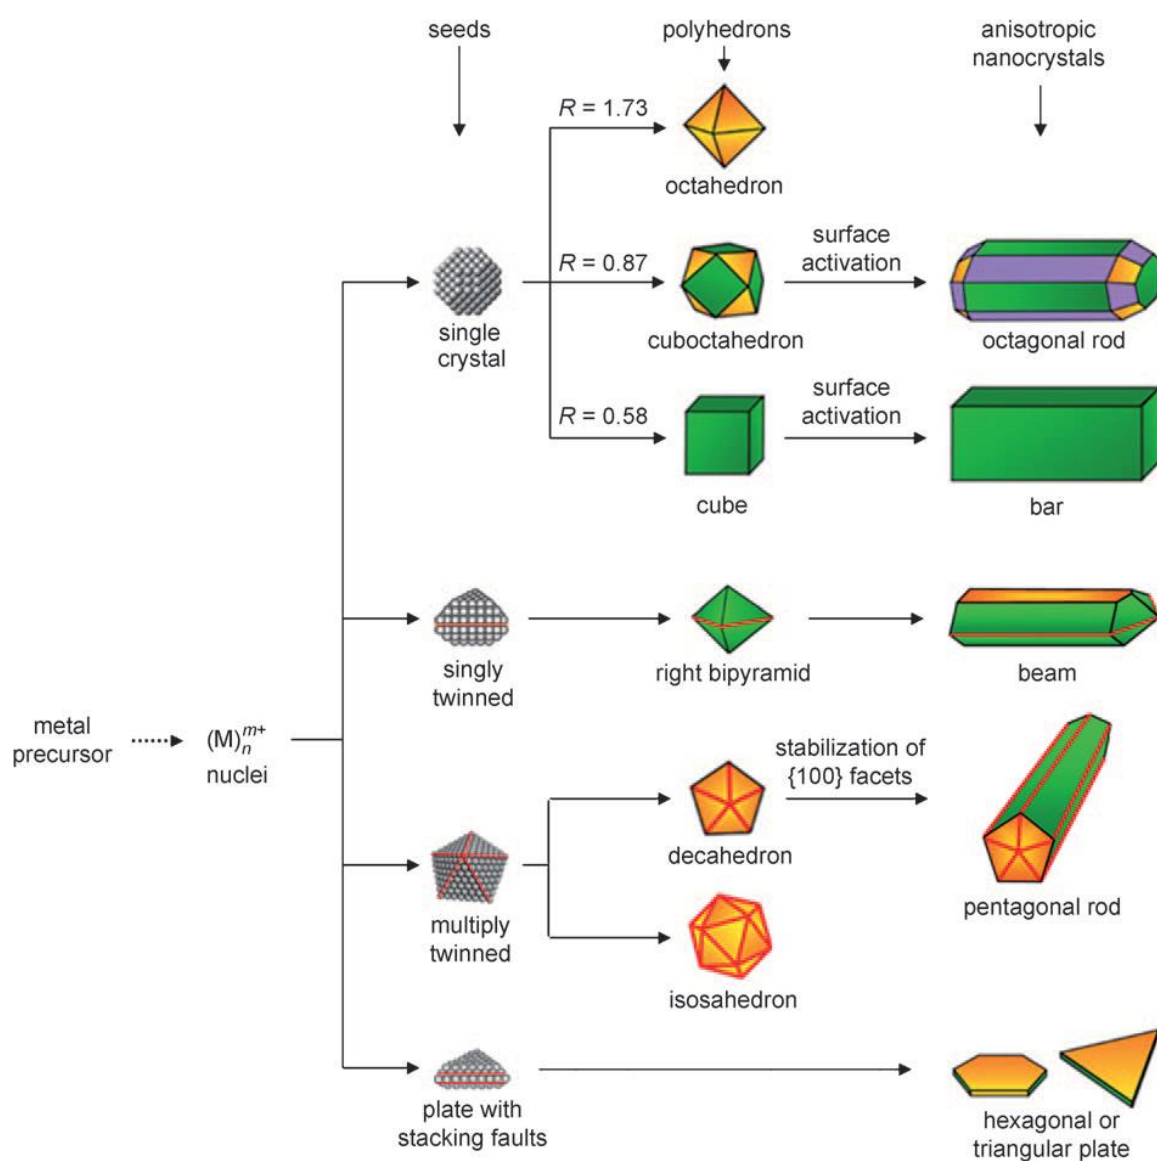 seeds
polyhedrons
anisotropic
nanocrystals
R = 1.73
octahedron
single
crystal
R = 0.87
cuboctahedron
surface
activation
octagonal rod
R = 0.58
cube
surface
activation
bar
singly
twinned
right bipyramid
beam
metal
precursor
(M)ₙᵐ⁺
nuclei
multiply
twinned
decahedron
stabilization of
{100} facets
pentagonal rod
isosahedron
plate with
stacking faults
hexagonal or
triangular plate